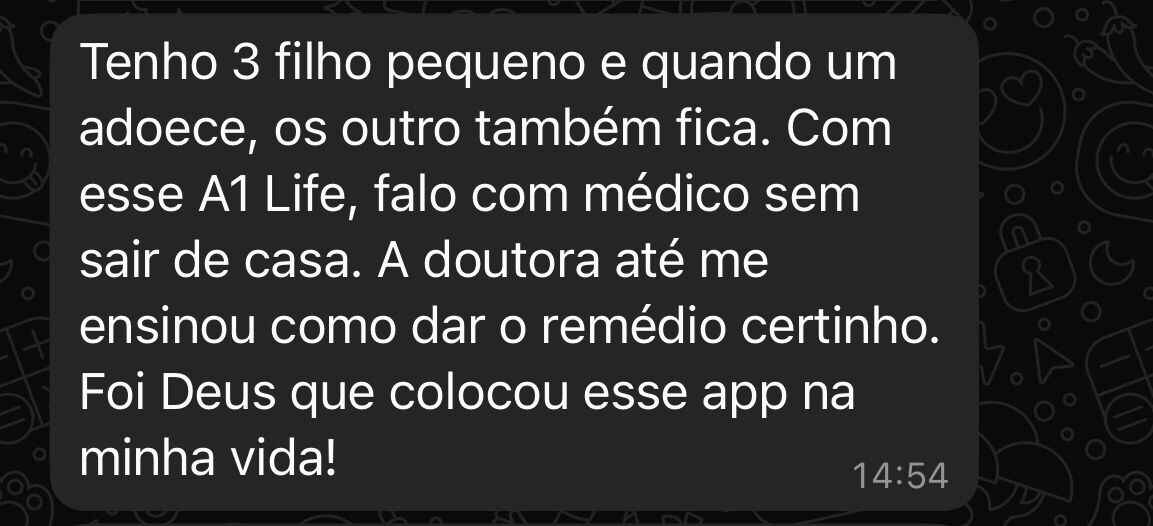 Tenho 3 filho pequeno e quando um
adoece, os outro também fica. Com
esse A1 Life, falo com médico sem
sair de casa. A doutora até me
ensinou como dar o remédio certinho.
Foi Deus que colocou esse app na
minha vida!
14:54